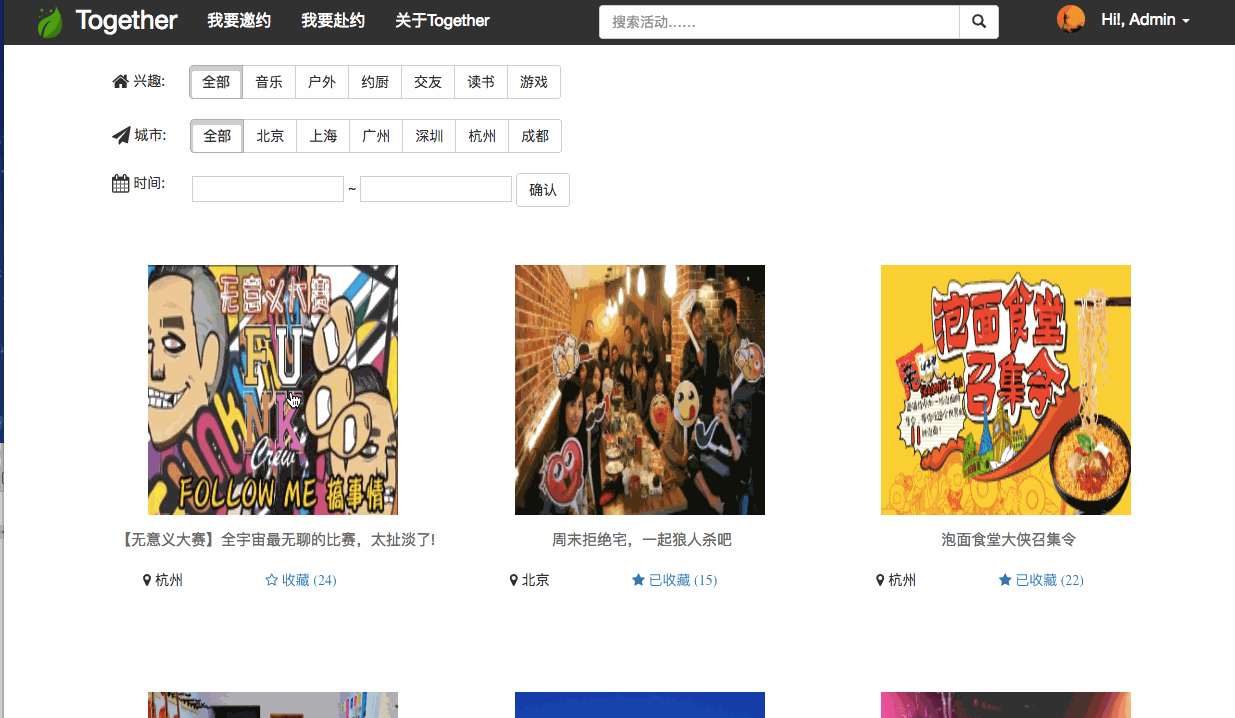 Together 我要邀约 我要赴约 关于Together 搜索活动...... Hi!, Admin
兴趣: 全部 音乐 户外 约厨 交友 读书 游戏
城市: 全部 北京 上海 广州 深圳 杭州 成都
时间: ~ 确认
无意义大赛
FU
NK
Crew
FOLLOW ME 搞事情
泡面食堂
召集令
【无意义大赛】全宇宙最无聊的比赛，太扯淡了!
周末拒绝宅，一起狼人杀吧
泡面食堂大侠召集令
杭州 收藏 (24)
北京 已收藏 (15)
杭州 已收藏 (22)